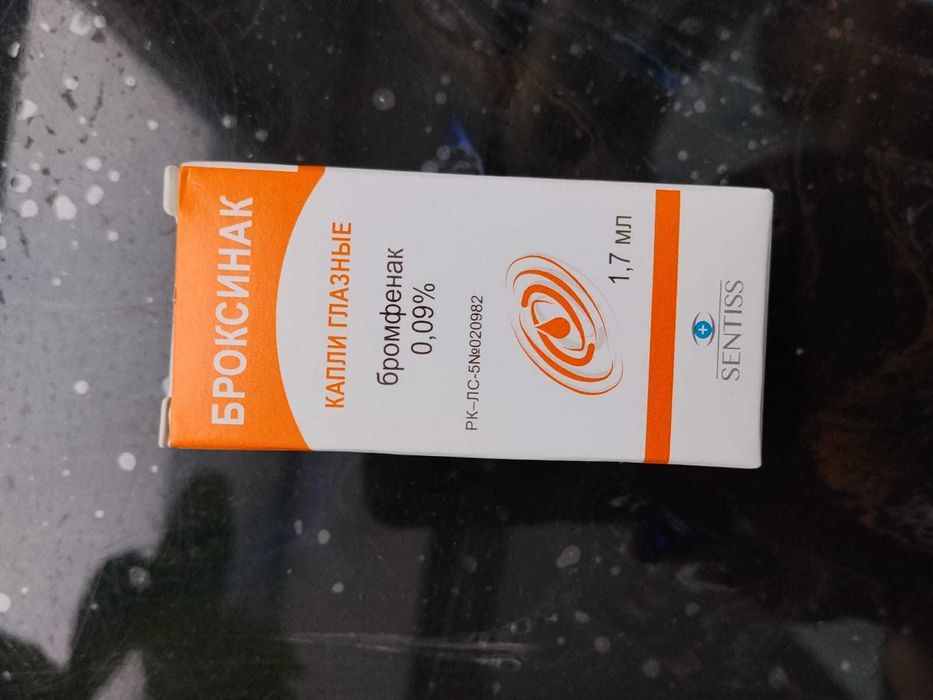 БРОКСИНАК
КАПЛИ ГЛАЗНЫЕ
бромфенак
0,09%
РК–ЛС-5№020982
1,7 мл
SENTISS